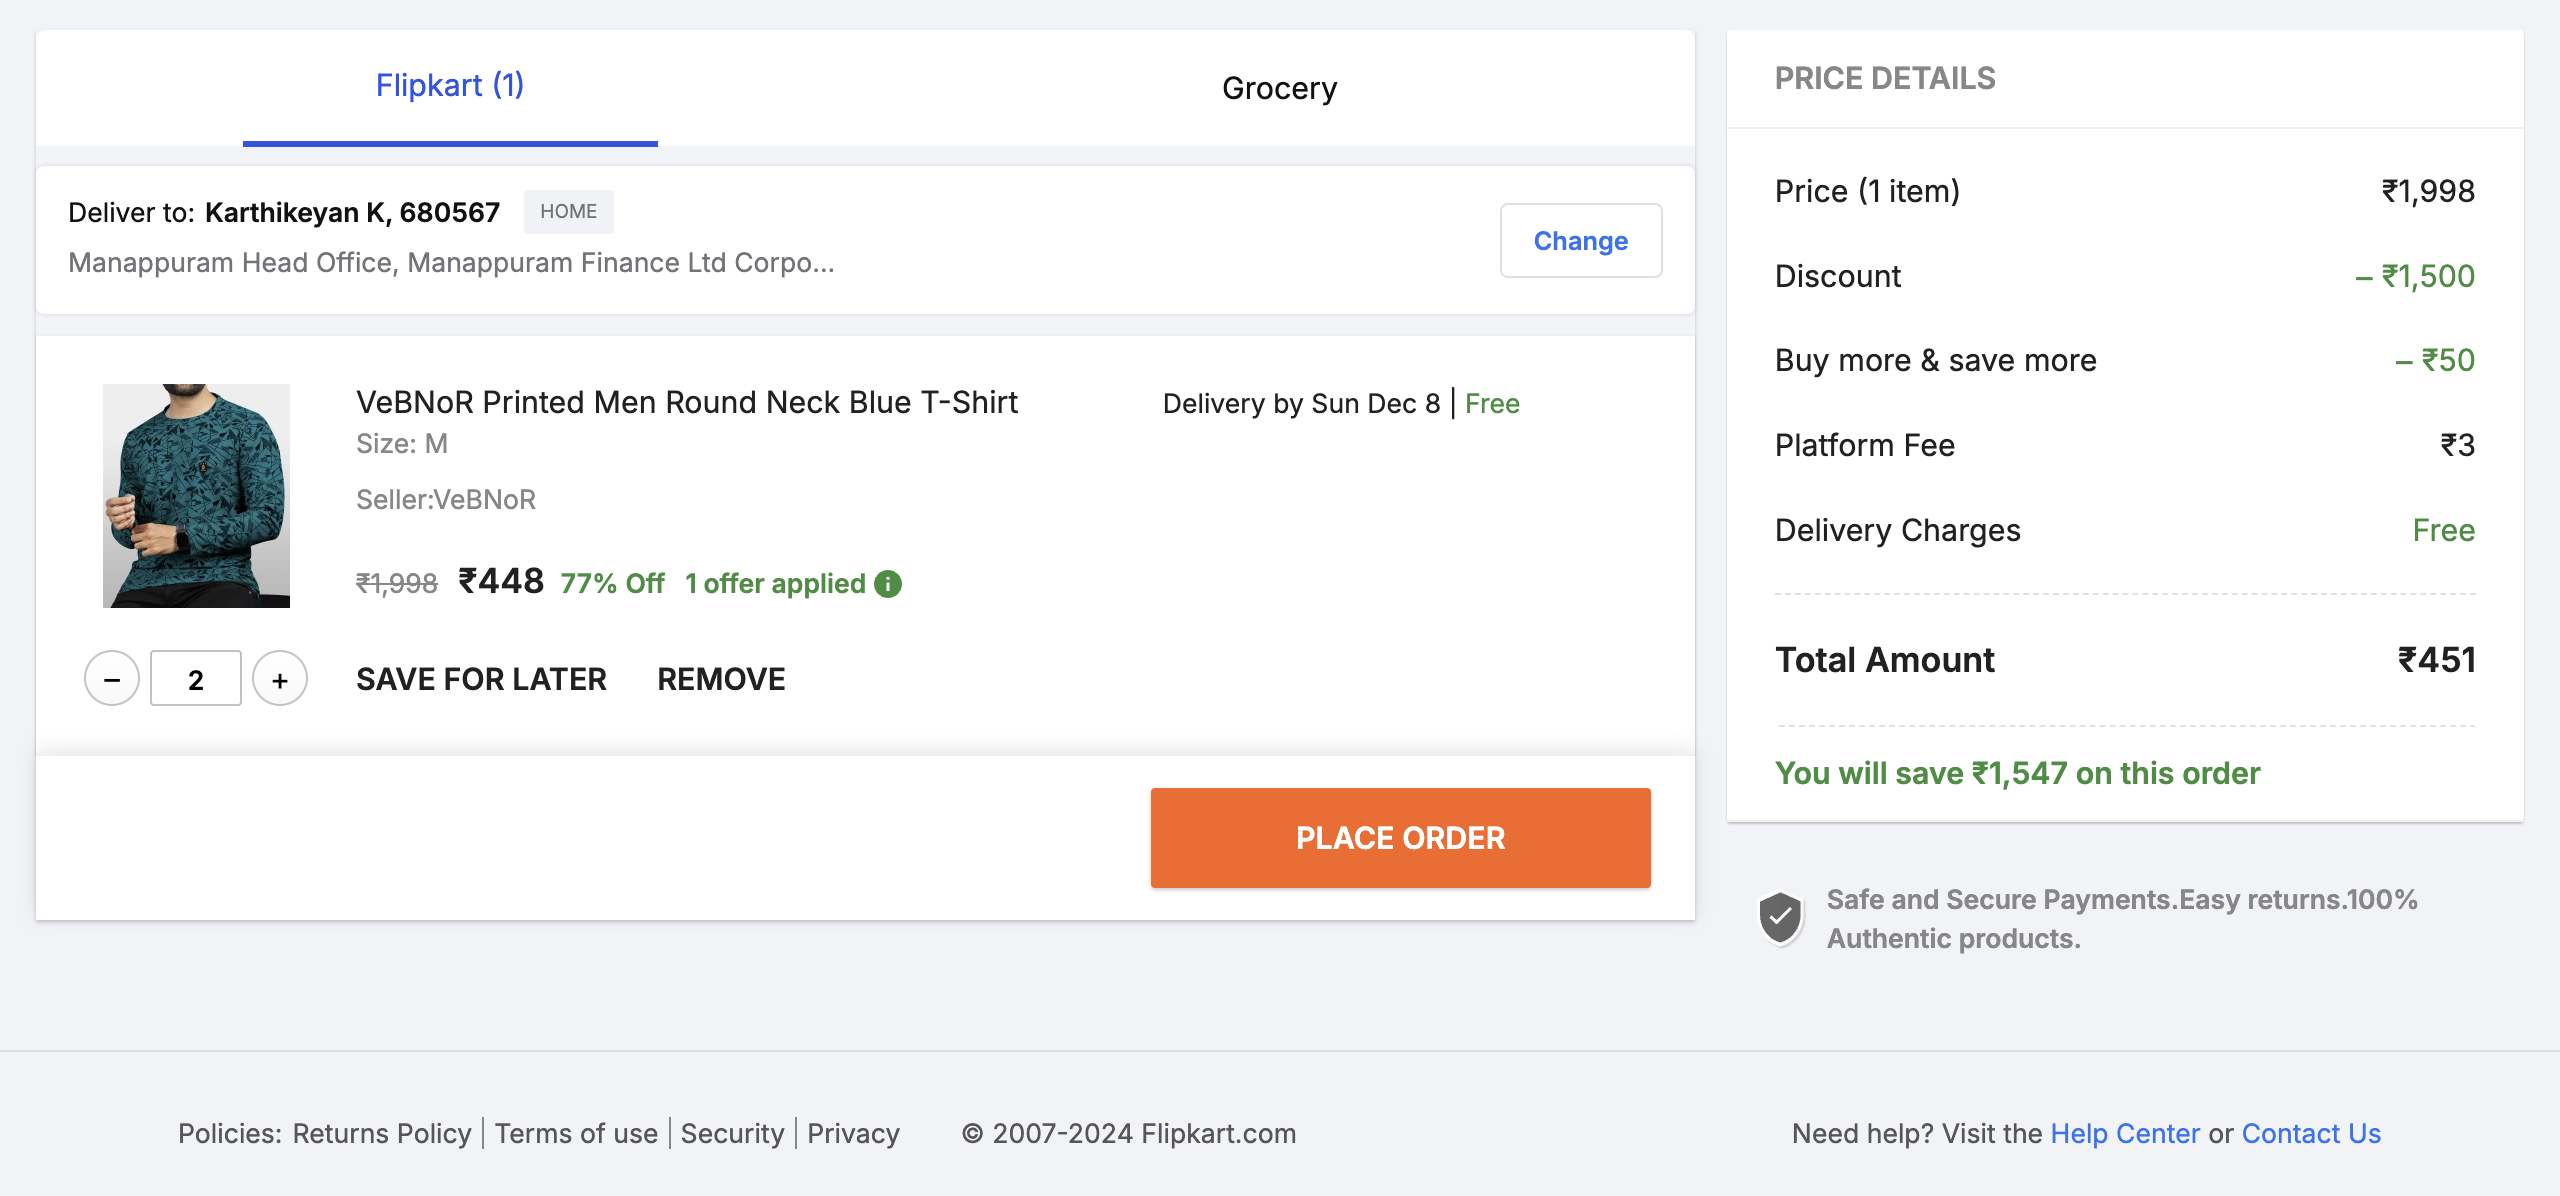 Flipkart (1)
Grocery
Deliver to: Karthikeyan K, 680567 HOME
Manappuram Head Office, Manappuram Finance Ltd Corpo...
Change
VeBNoR Printed Men Round Neck Blue T-Shirt
Size: M
Seller:VeBNoR
₹1,998 ₹448 77% Off 1 offer applied i
Delivery by Sun Dec 8 | Free
− 2 +
SAVE FOR LATER
REMOVE
PLACE ORDER
PRICE DETAILS
Price (1 item) ₹1,998
Discount − ₹1,500
Buy more & save more − ₹50
Platform Fee ₹3
Delivery Charges Free
Total Amount ₹451
You will save ₹1,547 on this order
Safe and Secure Payments.Easy returns.100%
Authentic products.
Policies: Returns Policy | Terms of use | Security | Privacy
© 2007-2024 Flipkart.com
Need help? Visit the Help Center or Contact Us